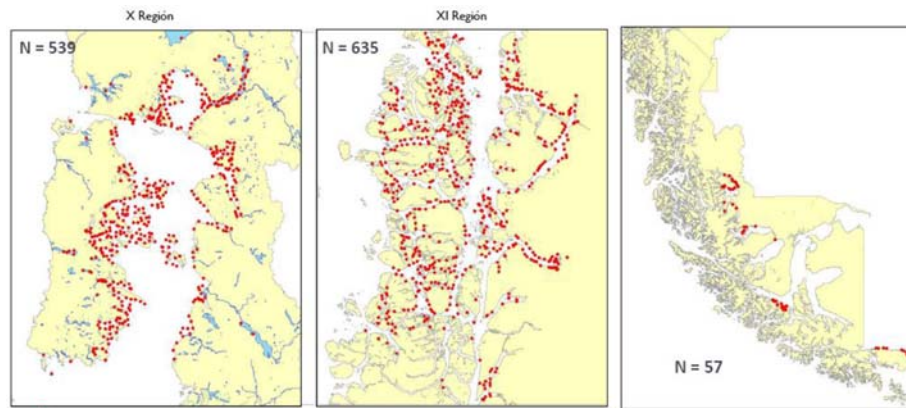 X Región
XI Región
N = 539
N = 635
N = 57